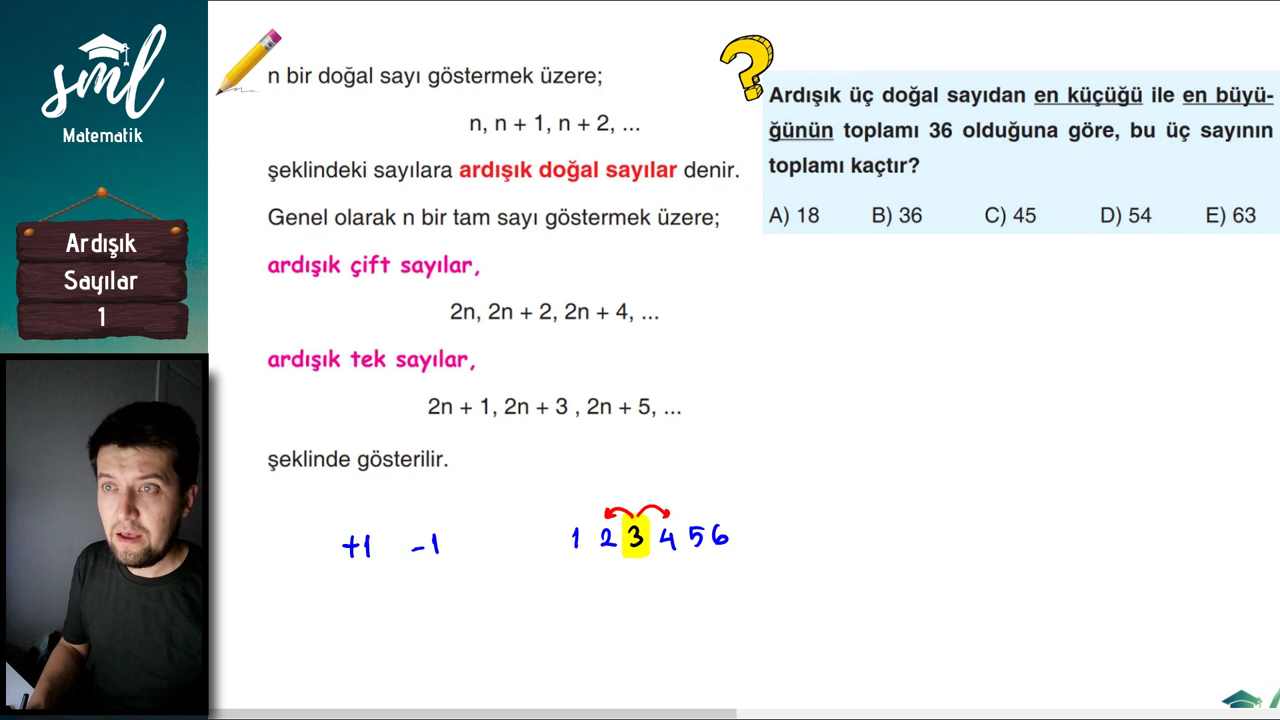 sml
Matematik
Ardışık
Sayılar
1
n bir doğal sayı göstermek üzere;
n, n + 1, n + 2, ...
şeklindeki sayılara ardışık doğal sayılar denir.
Genel olarak n bir tam sayı göstermek üzere;
ardışık çift sayılar,
2n, 2n + 2, 2n + 4, ...
ardışık tek sayılar,
2n + 1, 2n + 3 , 2n + 5, ...
şeklinde gösterilir.
+1 -1
1 2 3 4 5 6
?
Ardışık üç doğal sayıdan en küçüğü ile en büyü-
ğünün toplamı 36 olduğuna göre, bu üç sayının
toplamı kaçtır?
A) 18 B) 36 C) 45 D) 54 E) 63